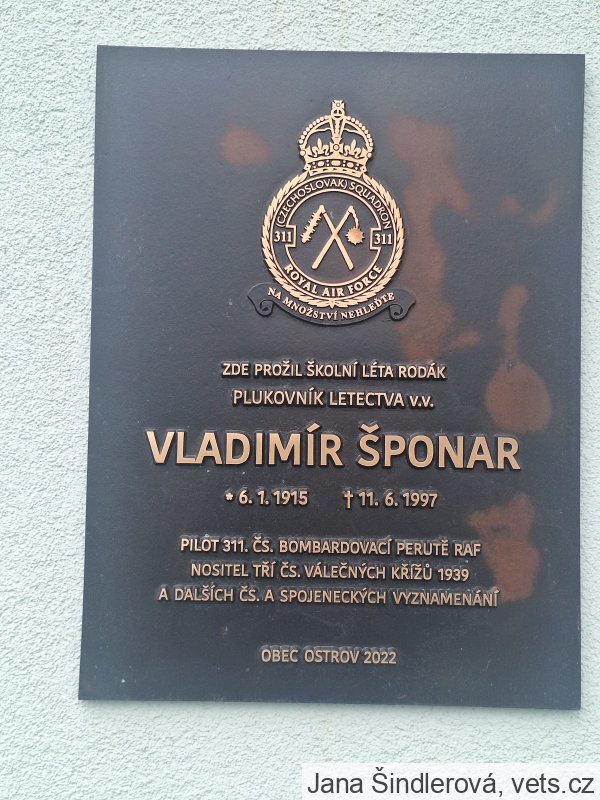 (CZECHOSLOVAK) SQUADRON
311 311
ROYAL AIR FORCE
NA MNOŽSTVÍ NEHLEĎTE
ZDE PROŽIL ŠKOLNÍ LÉTA RODÁK
PLUKOVNÍK LETECTVA v.v.
VLADIMÍR ŠPONAR
* 6. 1. 1915 † 11. 6. 1997
PILOT 311. ČS. BOMBARDOVACÍ PERUTĚ RAF
NOSITEL TŘÍ ČS. VÁLEČNÝCH KŘÍŽŮ 1939
A DALŠÍCH ČS. A SPOJENECKÝCH VYZNAMENÁNÍ
OBEC OSTROV 2022
Jana Šindlerová, vets.cz